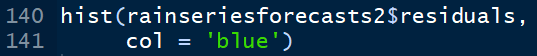 140 hist(rainseriesforecasts2$residuals,
141      col = 'blue')